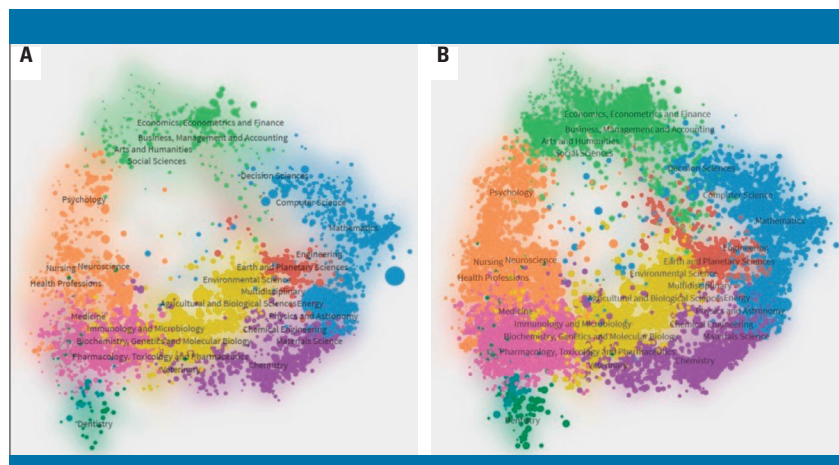 A
Economics, Econometrics and Finance
Business, Management and Accounting
Arts and Humanities
Social Sciences
Decision Sciences
Psychology
Computer Science
Mathematics
Engineering
Nursing Neuroscience
Earth and Planetary Sciences
Health Professions
Environmental Science
Multidisciplinary
Agricultural and Biological Sciences Energy
Medicine
Physics and Astronomy
Immunology and Microbiology
Chemical Engineering
Biochemistry, Genetics and Molecular Biology
Materials Science
Pharmacology, Toxicology and Pharmaceutics
Chemistry
Veterinary
Dentistry
B
Economics, Econometrics and Finance
Business, Management and Accounting
Arts and Humanities
Social Sciences
Decision Sciences
Psychology
Computer Science
Mathematics
Engineering
Nursing Neuroscience
Earth and Planetary Sciences
Health Professions
Environmental Science
Multidisciplinary
Agricultural and Biological Sciences Energy
Medicine
Physics and Astronomy
Immunology and Microbiology
Chemical Engineering
Biochemistry, Genetics and Molecular Biology
Materials Science
Pharmacology, Toxicology and Pharmaceutics
Chemistry
Veterinary
Dentistry